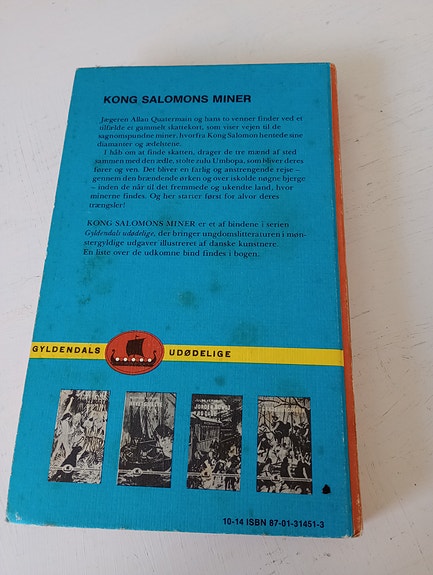 KONG SALOMONS MINER
Jægeren Allan Quatermain og hans to venner finder ved et
tilfælde et gammelt skattekort, som viser vejen til de
sagnomspundne miner, hvorfra Kong Salomon hentede sine
diamanter og ædelstene.
I håb om at finde skatten, drager de tre mænd af sted
sammen med den ædle, stolte zulu Umbopa, som bliver deres
fører og ven. Det bliver en farlig og anstrengende rejse –
gennem den brændende ørken og over iskolde nøgne bjerge
– inden de når til det fremmede og ukendte land, hvor
minerne findes. Og her starter først for alvor deres
trængsler!
KONG SALOMONS MINER er et af bindene i serien
Gyldendals udødelige, der bringer ungdomslitteraturen i møn-
stergyldige udgaver illustreret af danske kunstnere.
En liste over de udkomne bind findes i bogen.
GYLDENDALS UDØDELIGE
JORDEN RUNDT
10-14 ISBN 87-01-31451-3